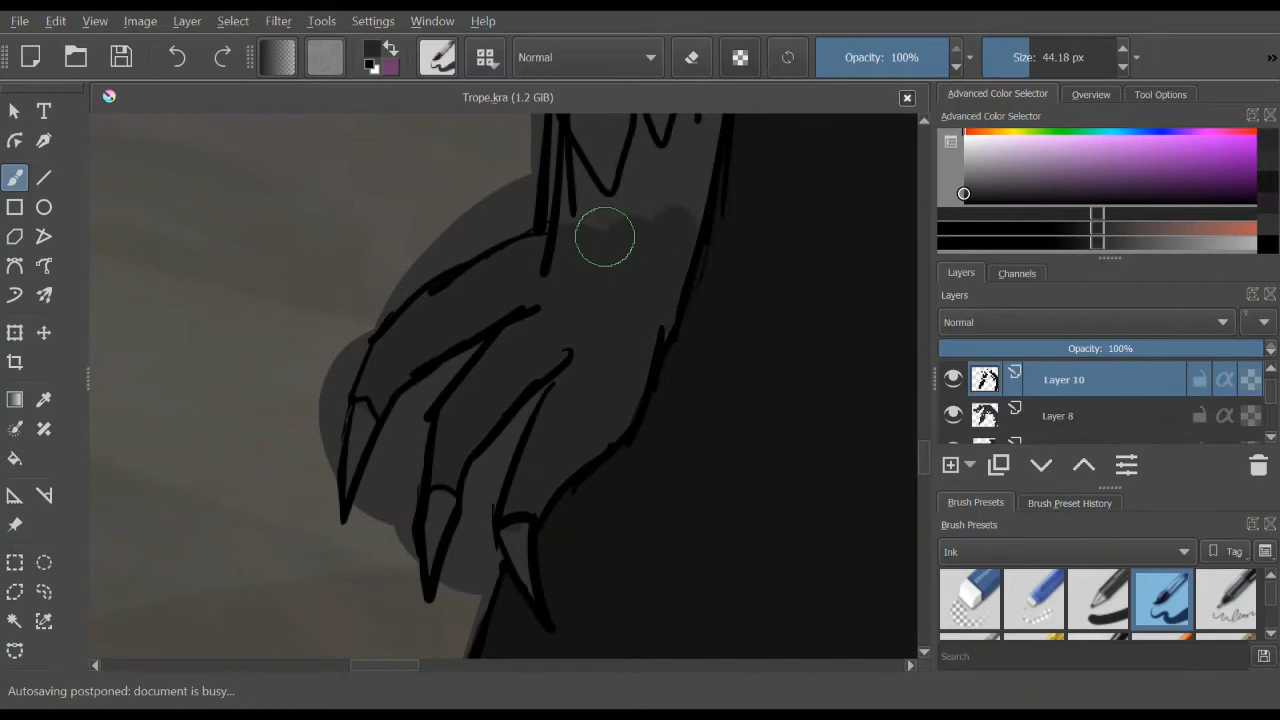 File Edit View Image Layer Select Filter Tools Settings Window Help
Normal Opacity: 100% Size: 44.18 px »
Trope.kra (1.2 GiB)
Advanced Color Selector Overview Tool Options
Advanced Color Selector
Layers Channels
Layers
Normal
Opacity: 100%
Layer 10
Layer 8
Brush Presets Brush Preset History
Brush Presets
Ink Tag
Search
Autosaving postponed: document is busy...